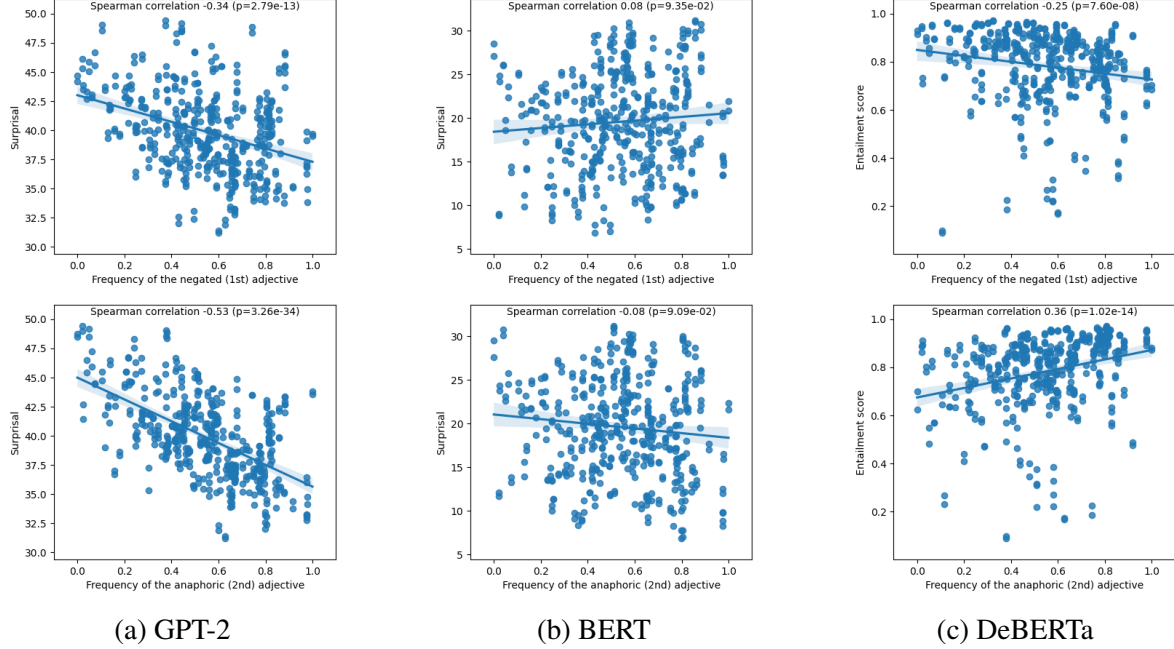 Spearman correlation -0.34 (p=2.79e-13)
50.0
47.5
45.0
42.5
40.0
37.5
35.0
32.5
30.0
Surprisal
0.0 0.2 0.4 0.6 0.8 1.0
Frequency of the negated (1st) adjective
Spearman correlation 0.08 (p=9.35e-02)
30
25
20
15
10
5
Surprisal
0.0 0.2 0.4 0.6 0.8 1.0
Frequency of the negated (1st) adjective
Spearman correlation -0.25 (p=7.60e-08)
1.0
0.8
0.6
0.4
0.2
Entailment score
0.0 0.2 0.4 0.6 0.8 1.0
Frequency of the negated (1st) adjective
Spearman correlation -0.53 (p=3.26e-34)
50.0
47.5
45.0
42.5
40.0
37.5
35.0
32.5
30.0
Surprisal
0.0 0.2 0.4 0.6 0.8 1.0
Frequency of the anaphoric (2nd) adjective
Spearman correlation -0.08 (p=9.09e-02)
30
25
20
15
10
5
Surprisal
0.0 0.2 0.4 0.6 0.8 1.0
Frequency of the anaphoric (2nd) adjective
Spearman correlation 0.36 (p=1.02e-14)
1.0
0.8
0.6
0.4
0.2
Entailment score
0.0 0.2 0.4 0.6 0.8 1.0
Frequency of the anaphoric (2nd) adjective
(a) GPT-2
(b) BERT
(c) DeBERTa